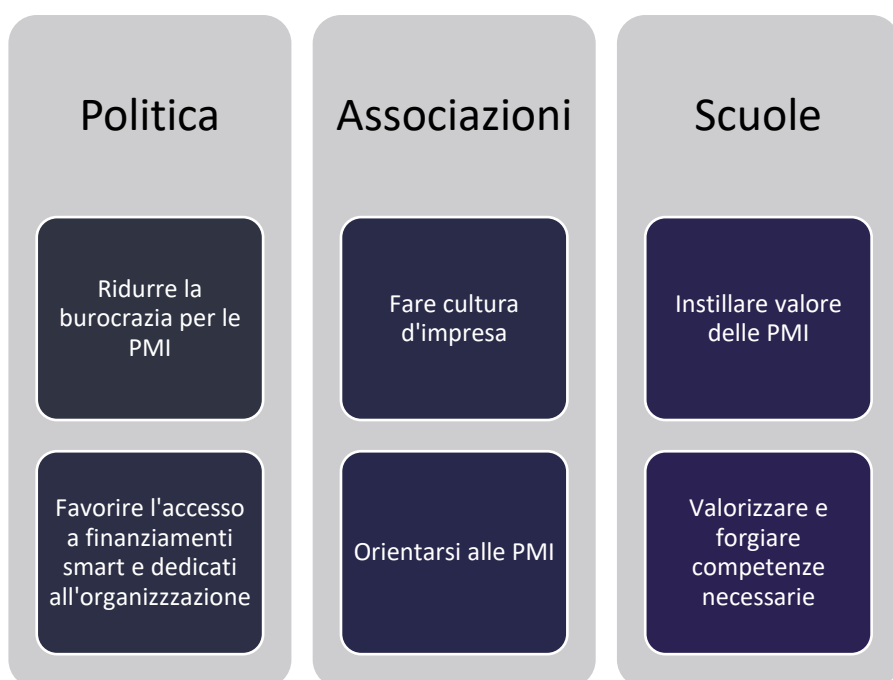 Politica
Ridurre la
burocrazia per le
PMI
Favorire l'accesso
a finanziamenti
smart e dedicati
all'organizzzazione
Associazioni
Fare cultura
d'impresa
Orientarsi alle PMI
Scuole
Instillare valore
delle PMI
Valorizzare e
forgiare
competenze
necessarie